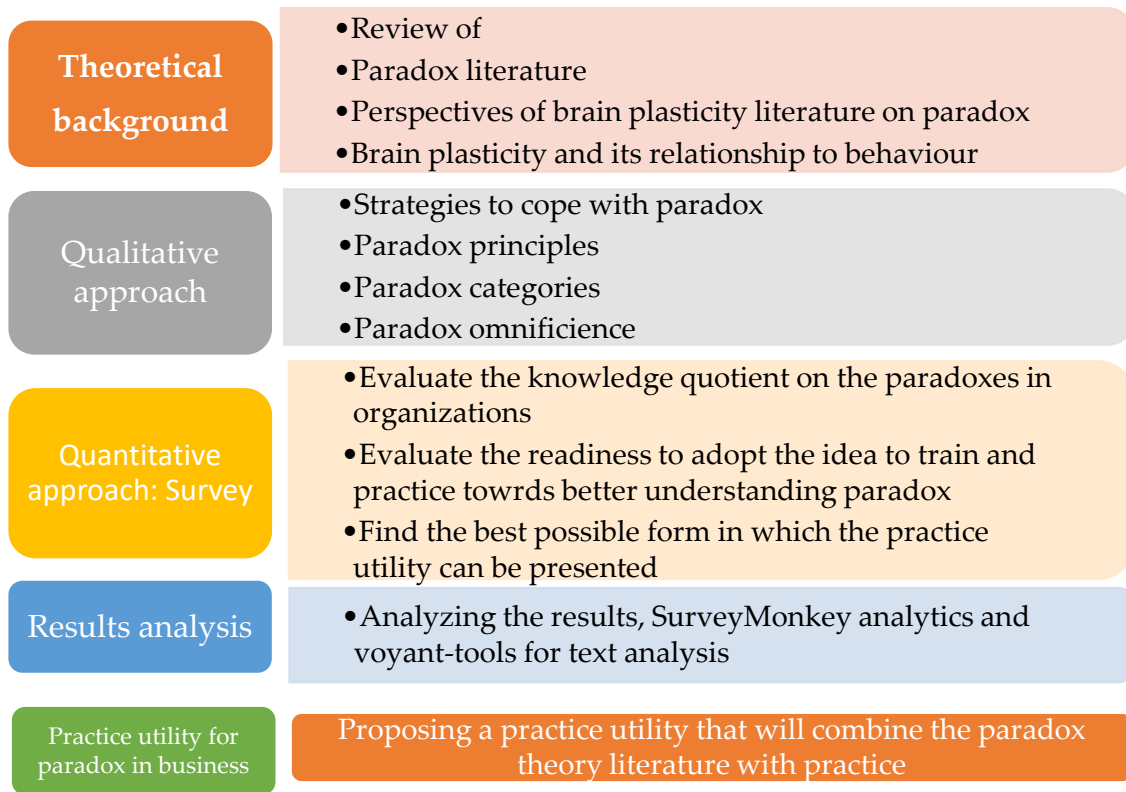 Theoretical
background
•Review of
•Paradox literature
•Perspectives of brain plasticity literature on paradox
•Brain plasticity and its relationship to behaviour
Qualitative
approach
•Strategies to cope with paradox
•Paradox principles
•Paradox categories
•Paradox omnificience
Quantitative
approach: Survey
•Evaluate the knowledge quotient on the paradoxes in
organizations
•Evaluate the readiness to adopt the idea to train and
practice towrds better understanding paradox
•Find the best possible form in which the practice
utility can be presented
Results analysis
•Analyzing the results, SurveyMonkey analytics and
voyant-tools for text analysis
Practice utility for
paradox in business
Proposing a practice utility that will combine the paradox
theory literature with practice